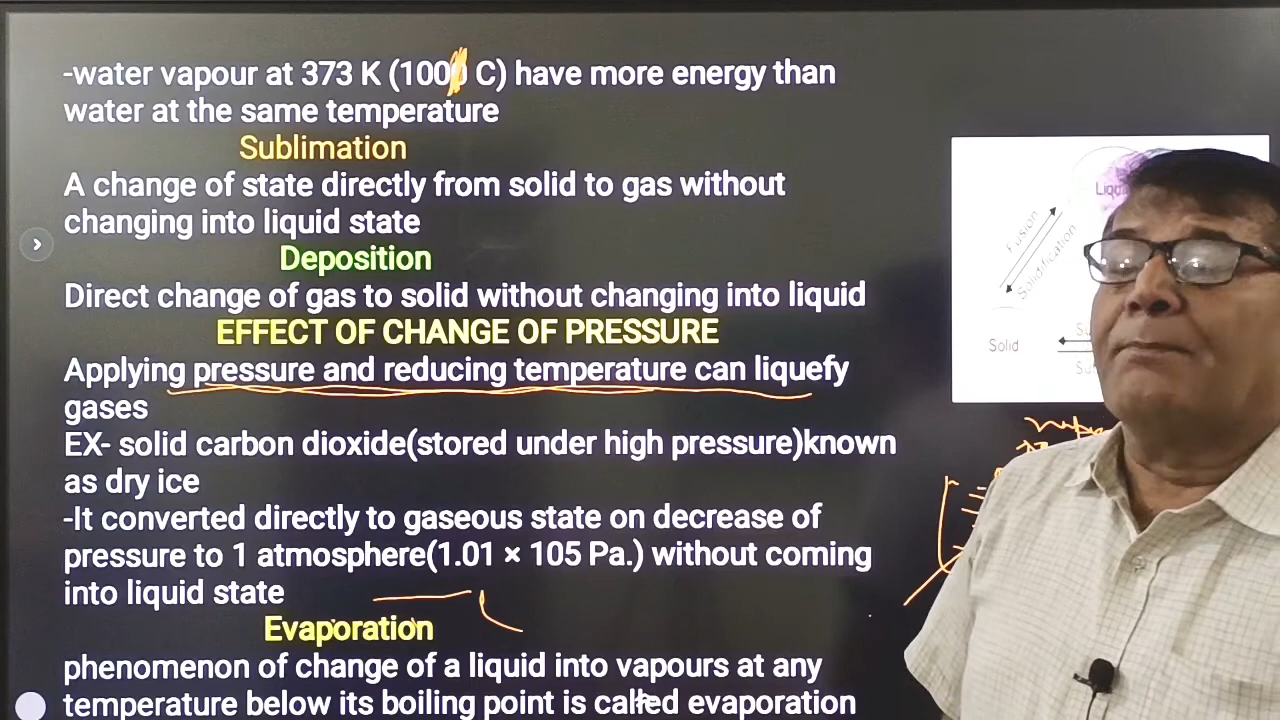 -water vapour at 373 K (1000 C) have more energy than
water at the same temperature
Sublimation
A change of state directly from solid to gas without
changing into liquid state
Deposition
Direct change of gas to solid without changing into liquid
EFFECT OF CHANGE OF PRESSURE
Applying pressure and reducing temperature can liquefy
gases
EX- solid carbon dioxide(stored under high pressure)known
as dry ice
-It converted directly to gaseous state on decrease of
pressure to 1 atmosphere(1.01 × 105 Pa.) without coming
into liquid state
Evaporation
phenomenon of change of a liquid into vapours at any
temperature below its boiling point is called evaporation
Fusion
Solidification
Solid